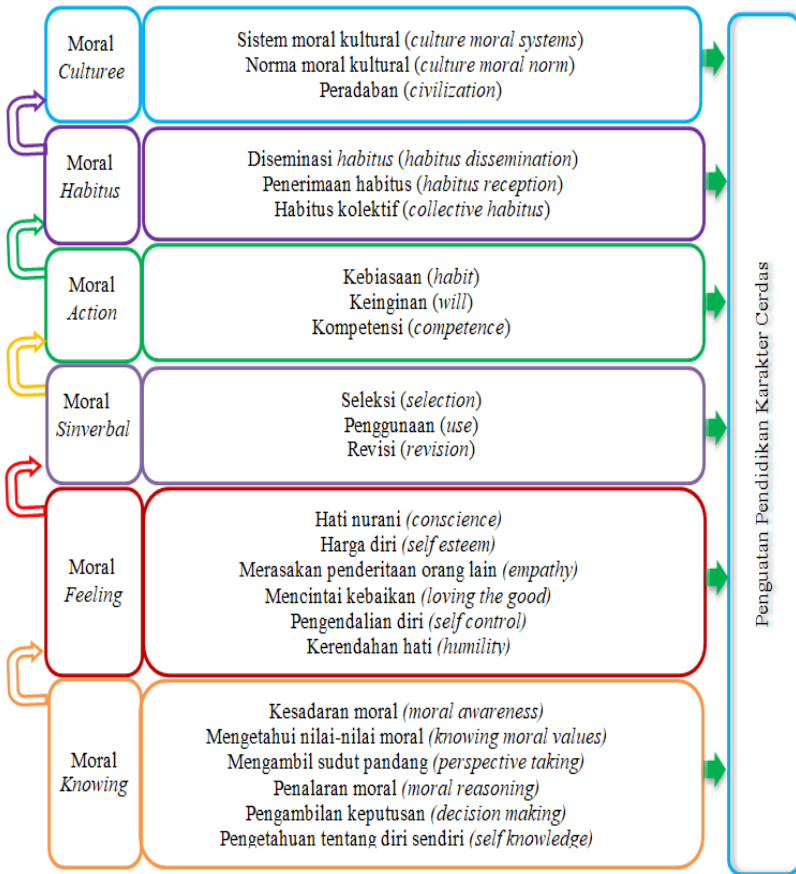 Moral
Culturee
Sistem moral kultural (culture moral systems)
Norma moral kultural (culture moral norm)
Peradaban (civilization)
Moral
Habitus
Diseminasi habitus (habitus dissemination)
Penerimaan habitus (habitus reception)
Habitus kolektif (collective habitus)
Moral
Action
Kebiasaan (habit)
Keinginan (will)
Kompetensi (competence)
Moral
Sinverbal
Seleksi (selection)
Penggunaan (use)
Revisi (revision)
Moral
Feeling
Hati nurani (conscience)
Harga diri (self esteem)
Merasakan penderitaan orang lain (empathy)
Mencintai kebaikan (loving the good)
Pengendalian diri (self control)
Kerendahan hati (humility)
Moral
Knowing
Kesadaran moral (moral awareness)
Mengetahui nilai-nilai moral (knowing moral values)
Mengambil sudut pandang (perspective taking)
Penalaran moral (moral reasoning)
Pengambilan keputusan (decision making)
Pengetahuan tentang diri sendiri (self knowledge)
Penguatan Pendidikan Karakter Cerdas